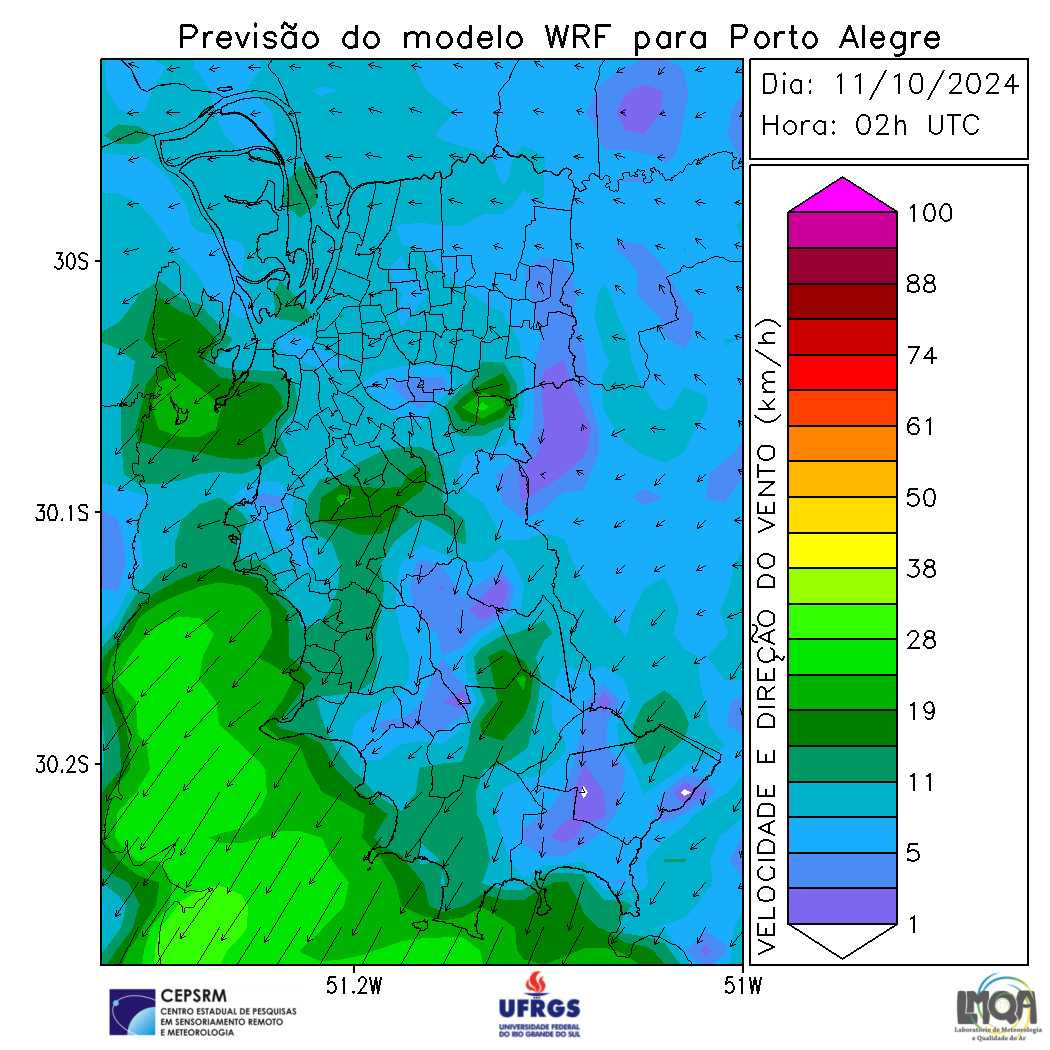 Previsão do modelo WRF para Porto Alegre
Dia: 11/10/2024
Hora: 02h UTC
30S
30.1S
30.2S
51.2W
51W
VELOCIDADE E DIREÇÃO DO VENTO (km/h)
100
88
74
61
50
38
28
19
11
5
1
CEPSRM
CENTRO ESTADUAL DE PESQUISAS
EM SENSORIAMENTO REMOTO
E METEOROLOGIA
UFRGS
UNIVERSIDADE FEDERAL
DO RIO GRANDE DO SUL
LMQA
Laboratório de Meteorologia
e Qualidade do Ar